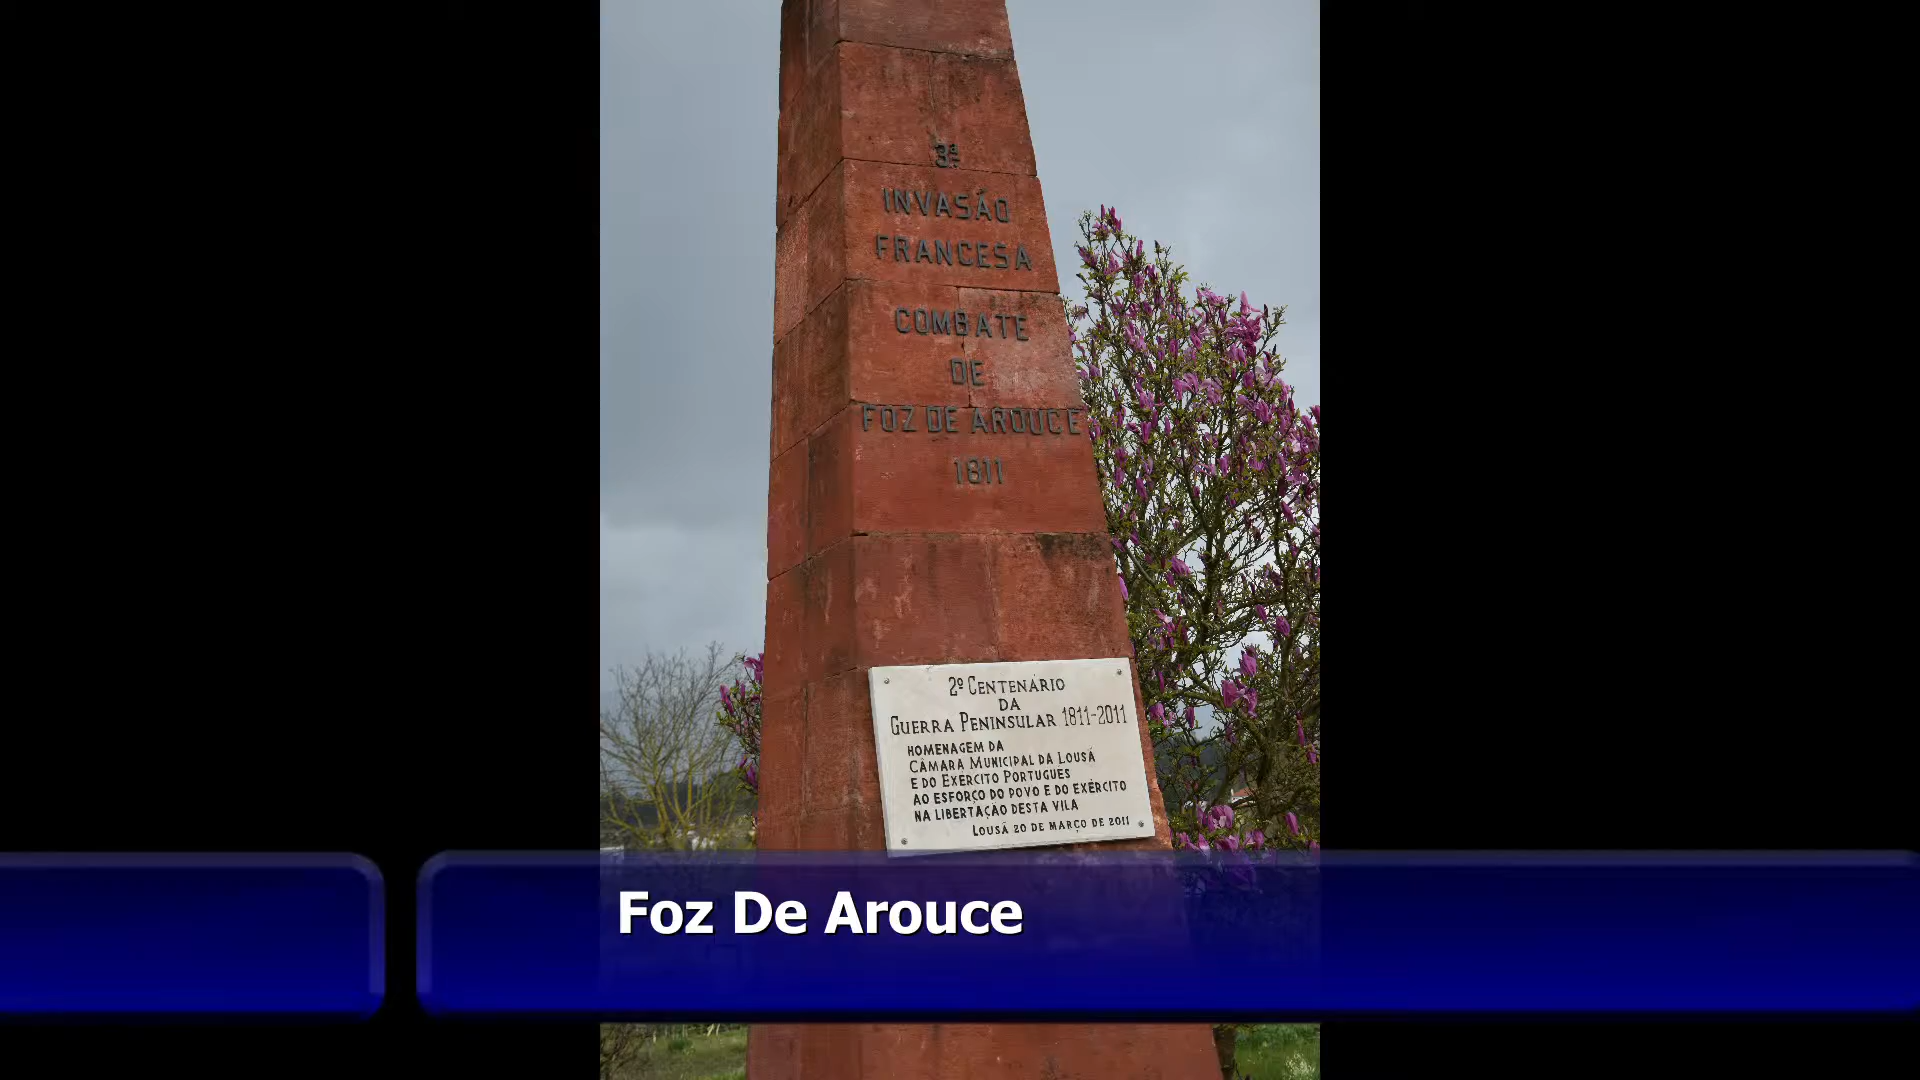 3ª
INVASÃO
FRANCESA
COMBATE
DE
FOZ DE AROUCE
1811
2º CENTENÁRIO
DA
GUERRA PENINSULAR 1811-2011
HOMENAGEM DA
CÂMARA MUNICIPAL DA LOUSÃ
E DO EXERCITO PORTUGUES
AO ESFORÇO DO POVO E DO EXÉRCITO
NA LIBERTAÇÃO DESTA VILA
LOUSÃ 20 DE MARÇO DE 2011
Foz De Arouce